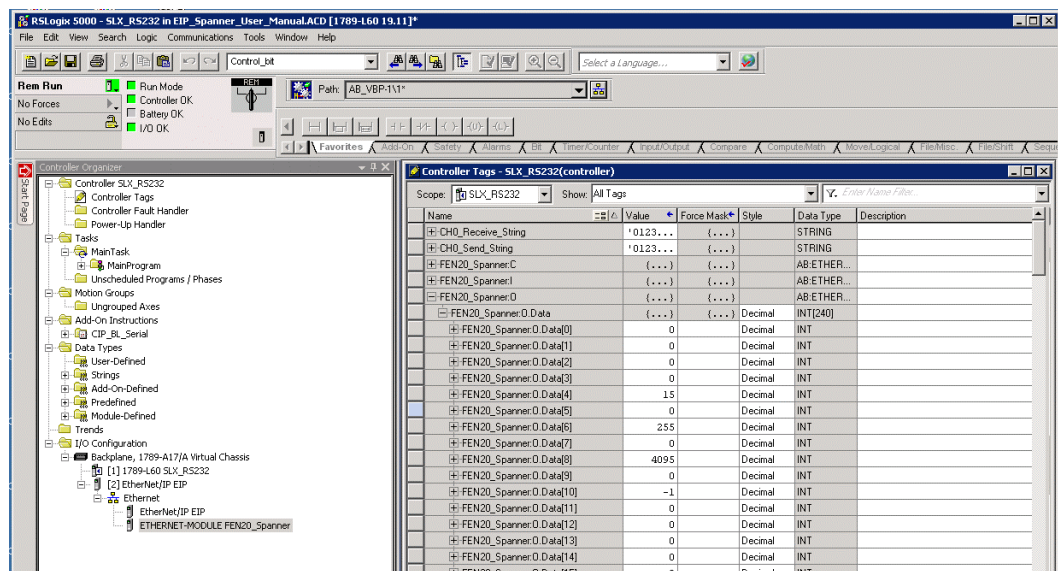 RSLogix 5000 - SLX_RS232 in EIP_Spanner_User_Manual.ACD [1789-L60 19.11]*
File Edit View Search Logic Communications Tools Window Help
Control_bit
Select a Language...
Rem Run
Run Mode
REM
Path: AB_VBP-1\1*
No Forces
Controller OK
Battery OK
No Edits
I/O OK
Favorites Add-On Safety Alarms Bit Timer/Counter Input/Output Compare Compute/Math Move/Logical File/Misc. File/Shift Sequ
Start Page
Controller Organizer
Controller SLX_RS232
Controller Tags
Controller Fault Handler
Power-Up Handler
Tasks
MainTask
MainProgram
Unscheduled Programs / Phases
Motion Groups
Ungrouped Axes
Add-On Instructions
CIP_BL_Serial
Data Types
User-Defined
Strings
Add-On-Defined
Predefined
Module-Defined
Trends
I/O Configuration
Backplane, 1789-A17/A Virtual Chassis
[1] 1789-L60 SLX_RS232
[2] EtherNet/IP EIP
Ethernet
EtherNet/IP EIP
ETHERNET-MODULE FEN20_Spanner
Controller Tags - SLX_RS232(controller)
Scope: SLX_RS232 Show: All Tags Enter Name Filter...
Name Value Force Mask Style Data Type Description
CH0_Receive_String '0123... {...} STRING
CH0_Send_String '0123... {...} STRING
FEN20_Spanner:C {...} {...} AB:ETHER...
FEN20_Spanner:I {...} {...} AB:ETHER...
FEN20_Spanner:O {...} {...} AB:ETHER...
FEN20_Spanner:O.Data {...} {...} Decimal INT[240]
FEN20_Spanner:O.Data[0] 0 Decimal INT
FEN20_Spanner:O.Data[1] 0 Decimal INT
FEN20_Spanner:O.Data[2] 0 Decimal INT
FEN20_Spanner:O.Data[3] 0 Decimal INT
FEN20_Spanner:O.Data[4] 15 Decimal INT
FEN20_Spanner:O.Data[5] 0 Decimal INT
FEN20_Spanner:O.Data[6] 255 Decimal INT
FEN20_Spanner:O.Data[7] 0 Decimal INT
FEN20_Spanner:O.Data[8] 4095 Decimal INT
FEN20_Spanner:O.Data[9] 0 Decimal INT
FEN20_Spanner:O.Data[10] -1 Decimal INT
FEN20_Spanner:O.Data[11] 0 Decimal INT
FEN20_Spanner:O.Data[12] 0 Decimal INT
FEN20_Spanner:O.Data[13] 0 Decimal INT
FEN20_Spanner:O.Data[14] 0 Decimal INT